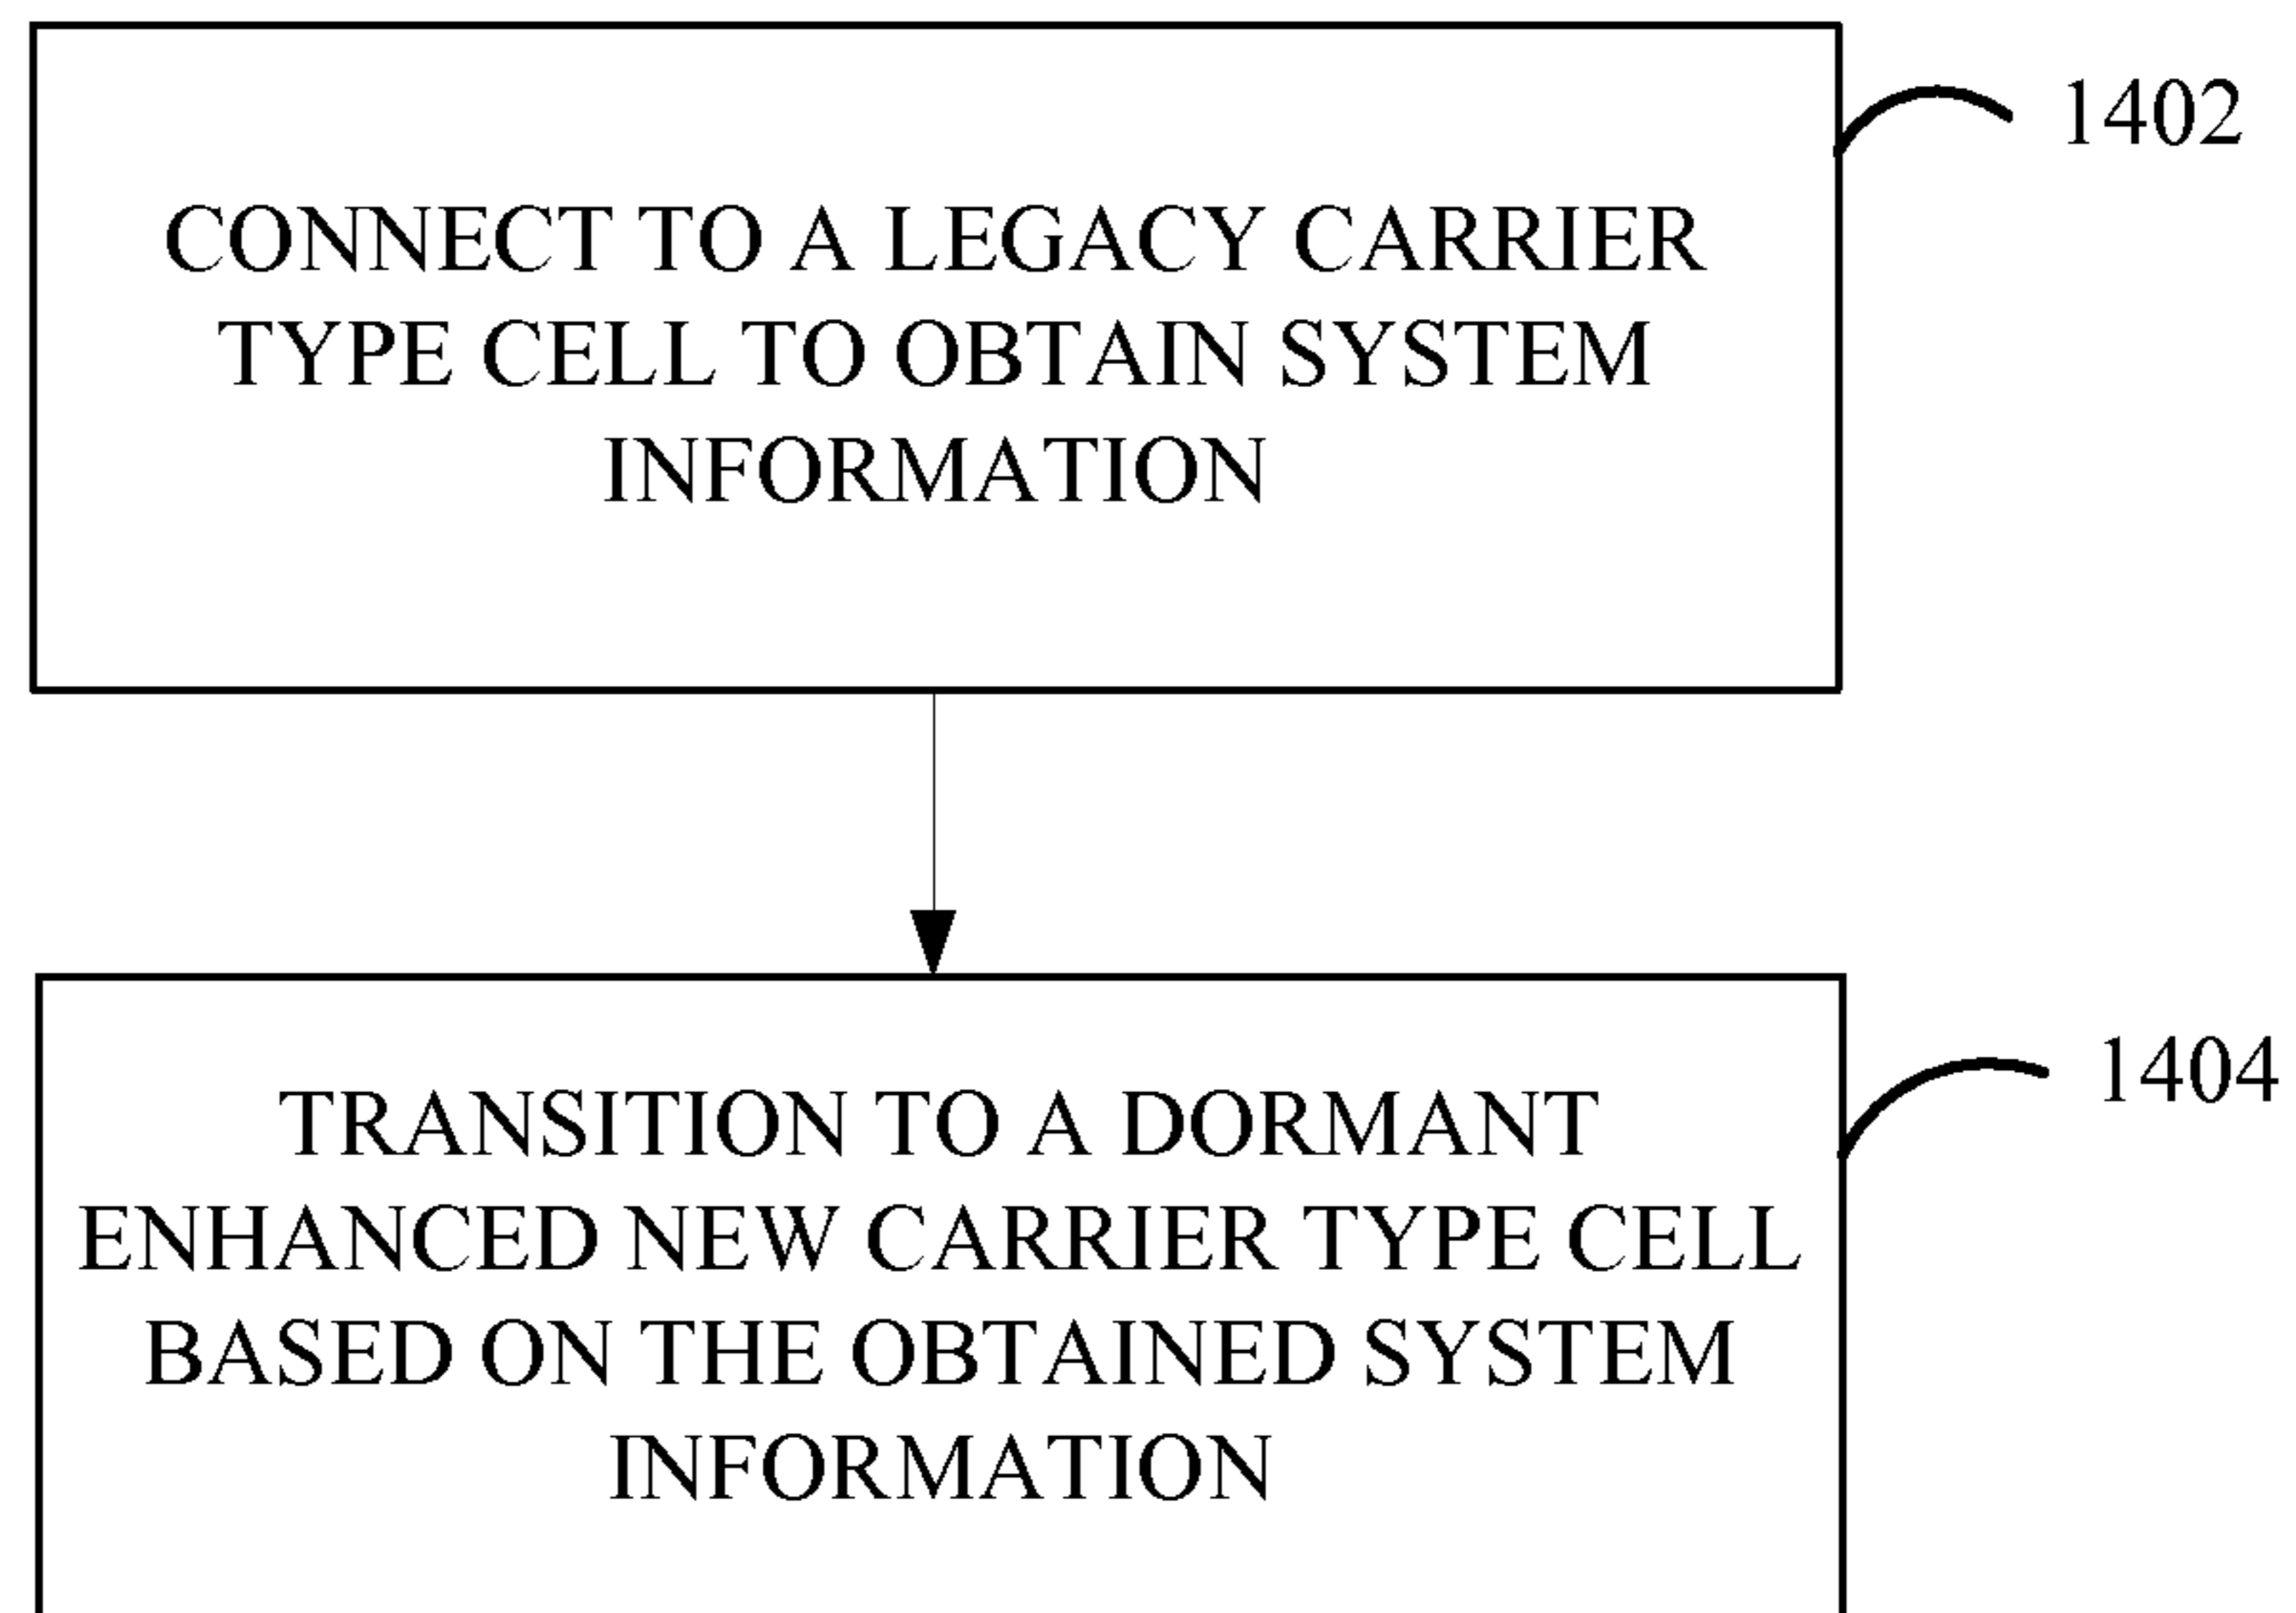 1402
CONNECT TO A LEGACY CARRIER
TYPE CELL TO OBTAIN SYSTEM
INFORMATION
1404
TRANSITION TO A DORMANT
ENHANCED NEW CARRIER TYPE CELL
BASED ON THE OBTAINED SYSTEM
INFORMATION